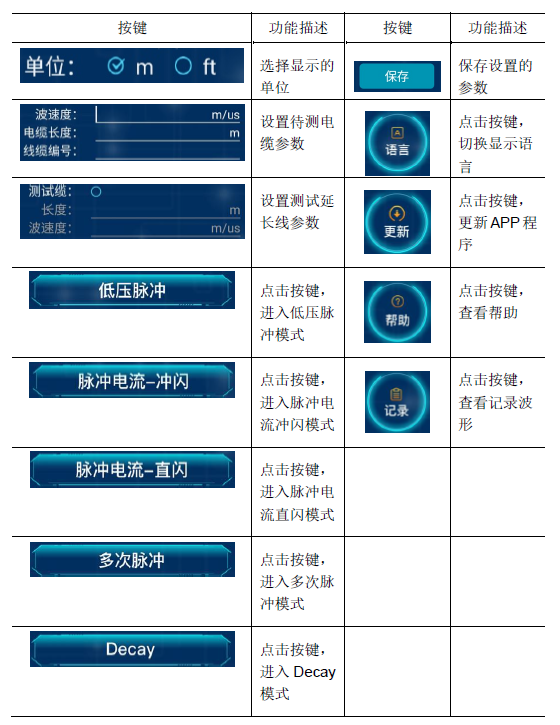 按键 功能描述 按键 功能描述
单位： m ft 选择显示的 保存 保存设置的
单位 参数
波速度： m/us 设置待测电 语言 点击按键，
电缆长度： m 缆参数 切换显示语
线缆编号： 言
测试缆： 设置测试延 更新 点击按键，
长度： m 长线参数 更新 APP 程
波速度： m/us 序
低压脉冲 点击按键， 帮助 点击按键，
进入低压脉 查看帮助
冲模式
脉冲电流–冲闪 点击按键， 记录 点击按键，
进入脉冲电 查看记录波
流冲闪模式 形
脉冲电流–直闪 点击按键，
进入脉冲电
流直闪模式
多次脉冲 点击按键，
进入多次脉
冲模式
Decay 点击按键，
进入 Decay
模式